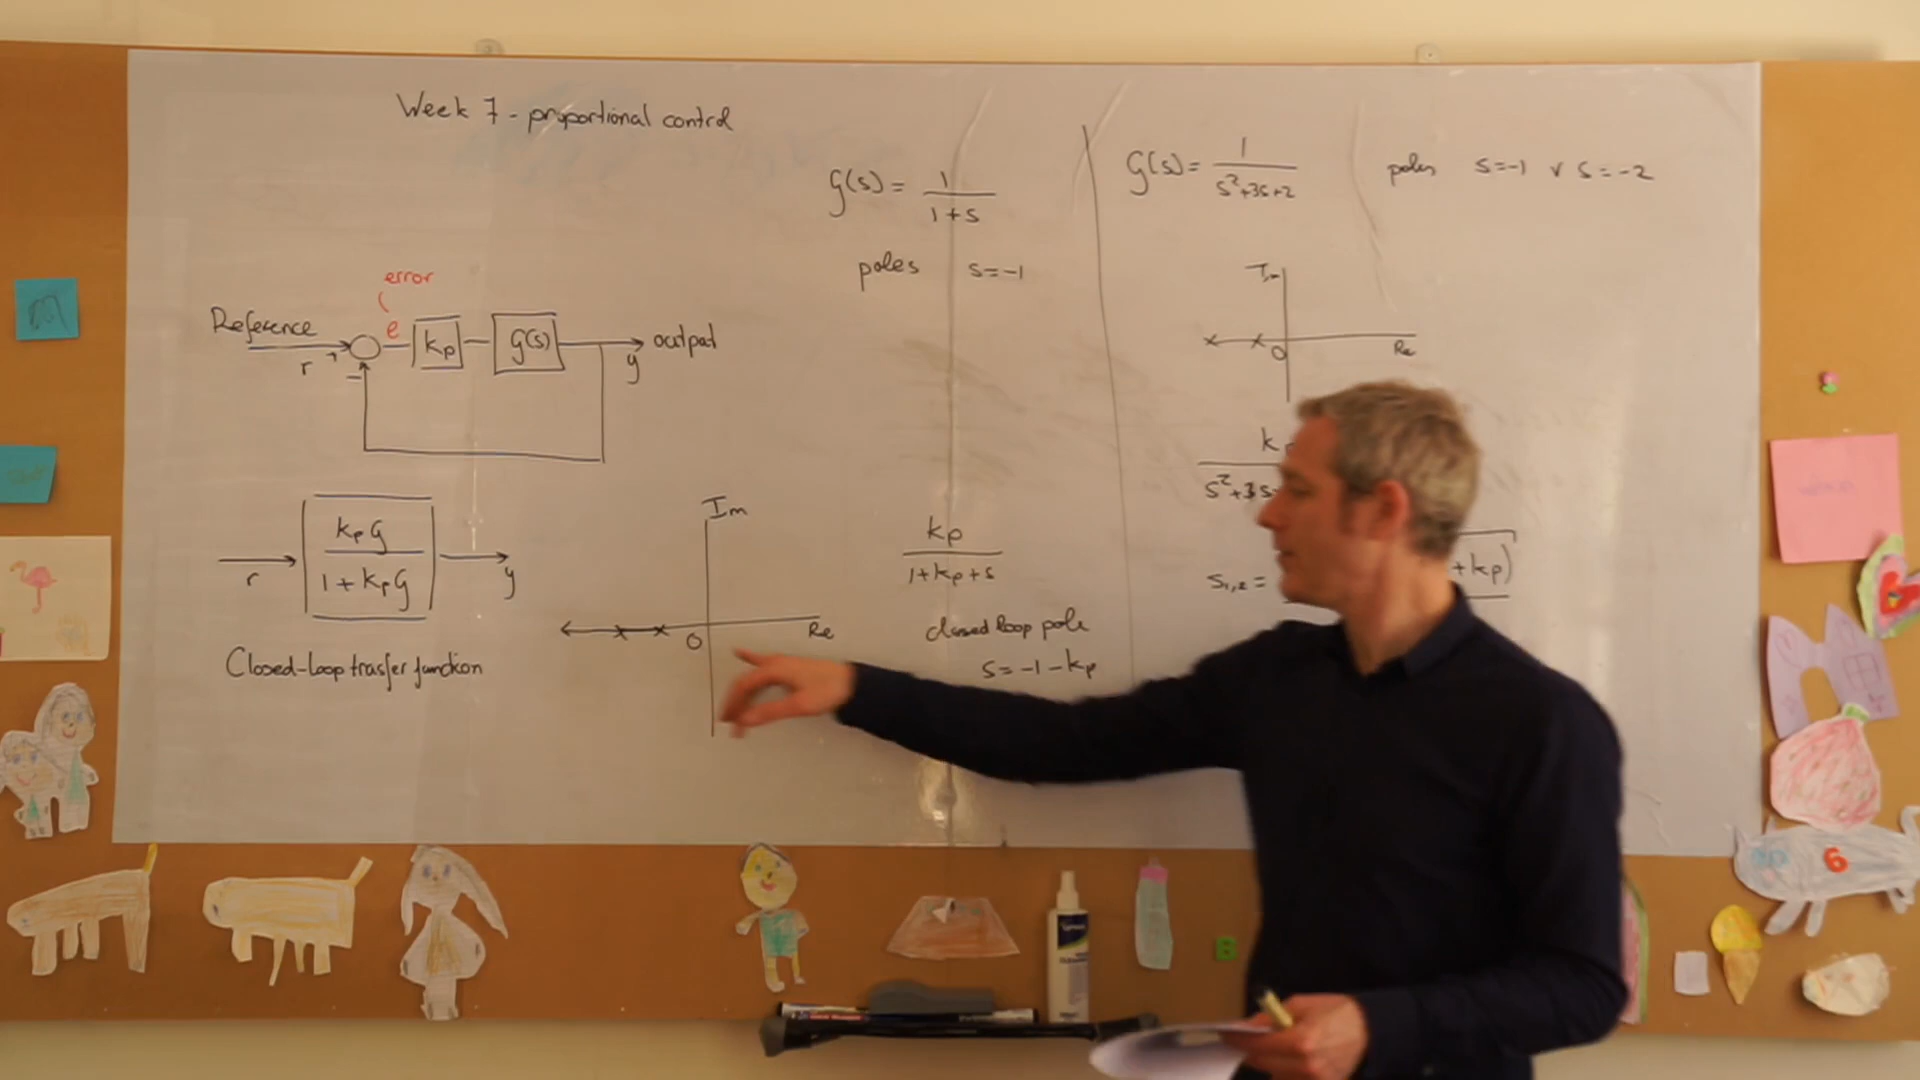 Week 7 - proportional control
G(s) = 1 / 1+s
poles s=-1
error
Reference r + - e kp G(s) y output
r kpG / 1 + kpG y
Closed-loop trasfer function
Im
0 Re
kp / 1+kp+s
closed loop pole
s = -1 - kp
G(s) = 1 / s²+3s+2 poles s=-1 v s=-2
Im
0 Re
k
s²+3s
s1,2 = +kp)
6